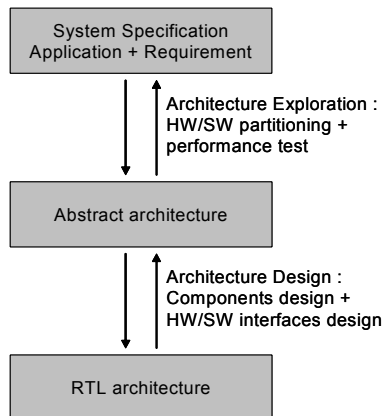 System Specification
Application + Requirement
Architecture Exploration :
HW/SW partitioning +
performance test
Abstract architecture
Architecture Design :
Components design +
HW/SW interfaces design
RTL architecture